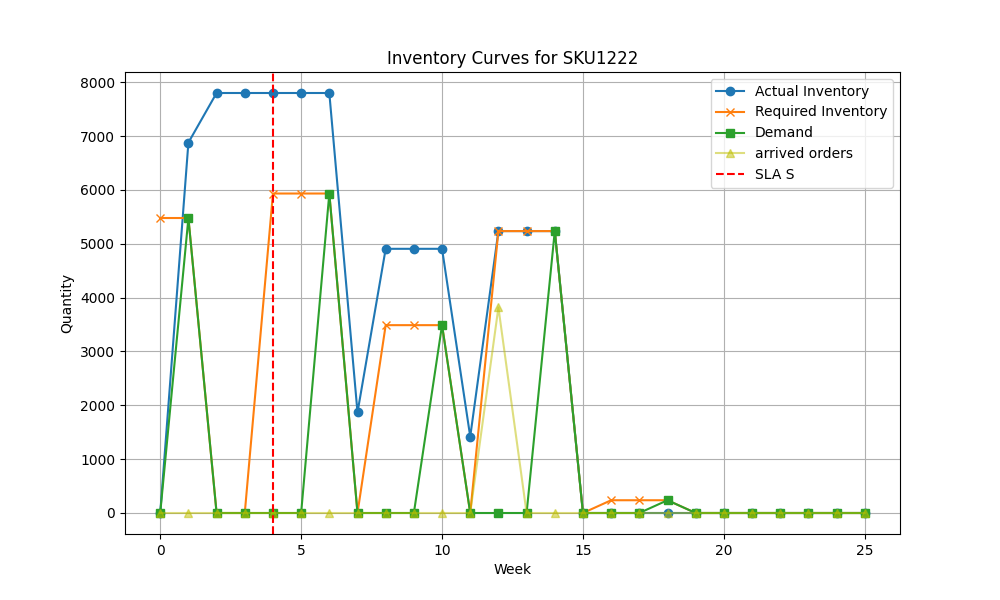 Inventory Curves for SKU1222
Actual Inventory
Required Inventory
Demand
arrived orders
SLA S
Quantity
8000
7000
6000
5000
4000
3000
2000
1000
0
0 5 10 15 20 25
Week